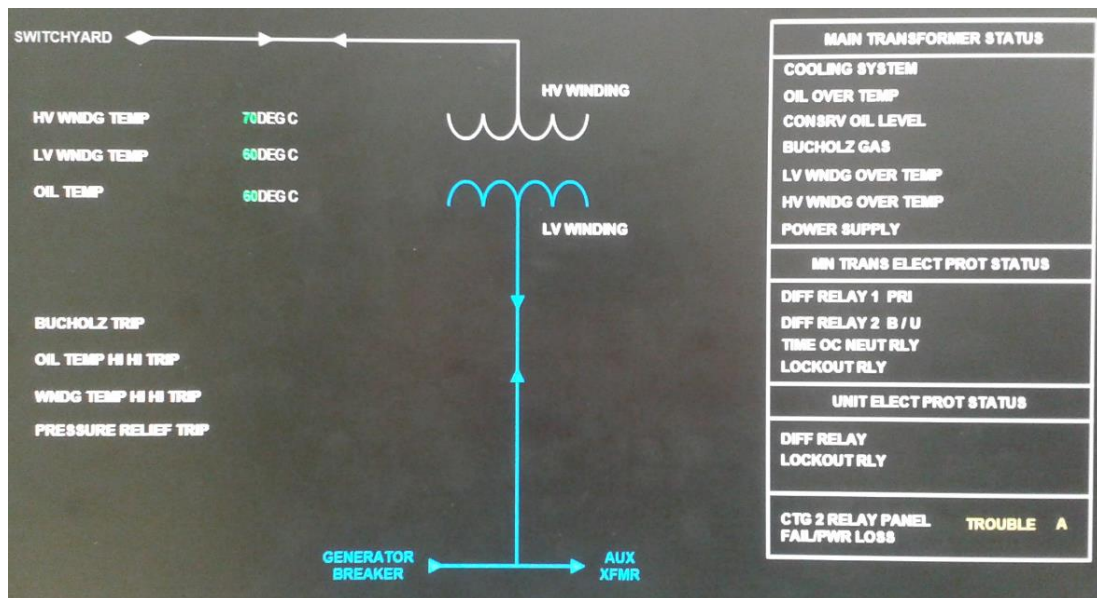 SWITCHYARD
HV WINDING
HV WNDG TEMP 70DEG C
LV WNDG TEMP 60DEG C
OIL TEMP 60DEG C
LV WINDING
BUCHOLZ TRIP
OIL TEMP HI HI TRIP
WNDG TEMP HI HI TRIP
PRESSURE RELIEF TRIP
GENERATOR
BREAKER
AUX
XFMR
MAIN TRANSFORMER STATUS
COOLING SYSTEM
OIL OVER TEMP
CONSRV OIL LEVEL
BUCHOLZ GAS
LV WNDG OVER TEMP
HV WNDG OVER TEMP
POWER SUPPLY
MN TRANS ELECT PROT STATUS
DIFF RELAY 1 PRI
DIFF RELAY 2 B / U
TIME OC NEUT RLY
LOCKOUT RLY
UNIT ELECT PROT STATUS
DIFF RELAY
LOCKOUT RLY
CTG 2 RELAY PANEL TROUBLE A
FAIL/PWR LOSS